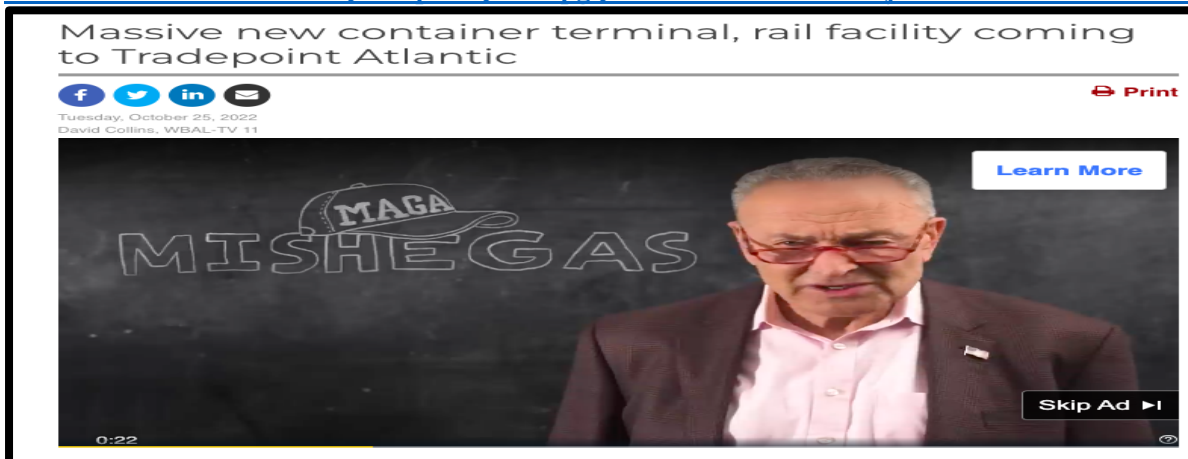 Massive new container terminal, rail facility coming
to Tradepoint Atlantic
f in
Print
Tuesday, October 25, 2022
David Collins, WBAL-TV 11
Learn More
MAGA
MISHEGAS
Skip Ad
0:22
?